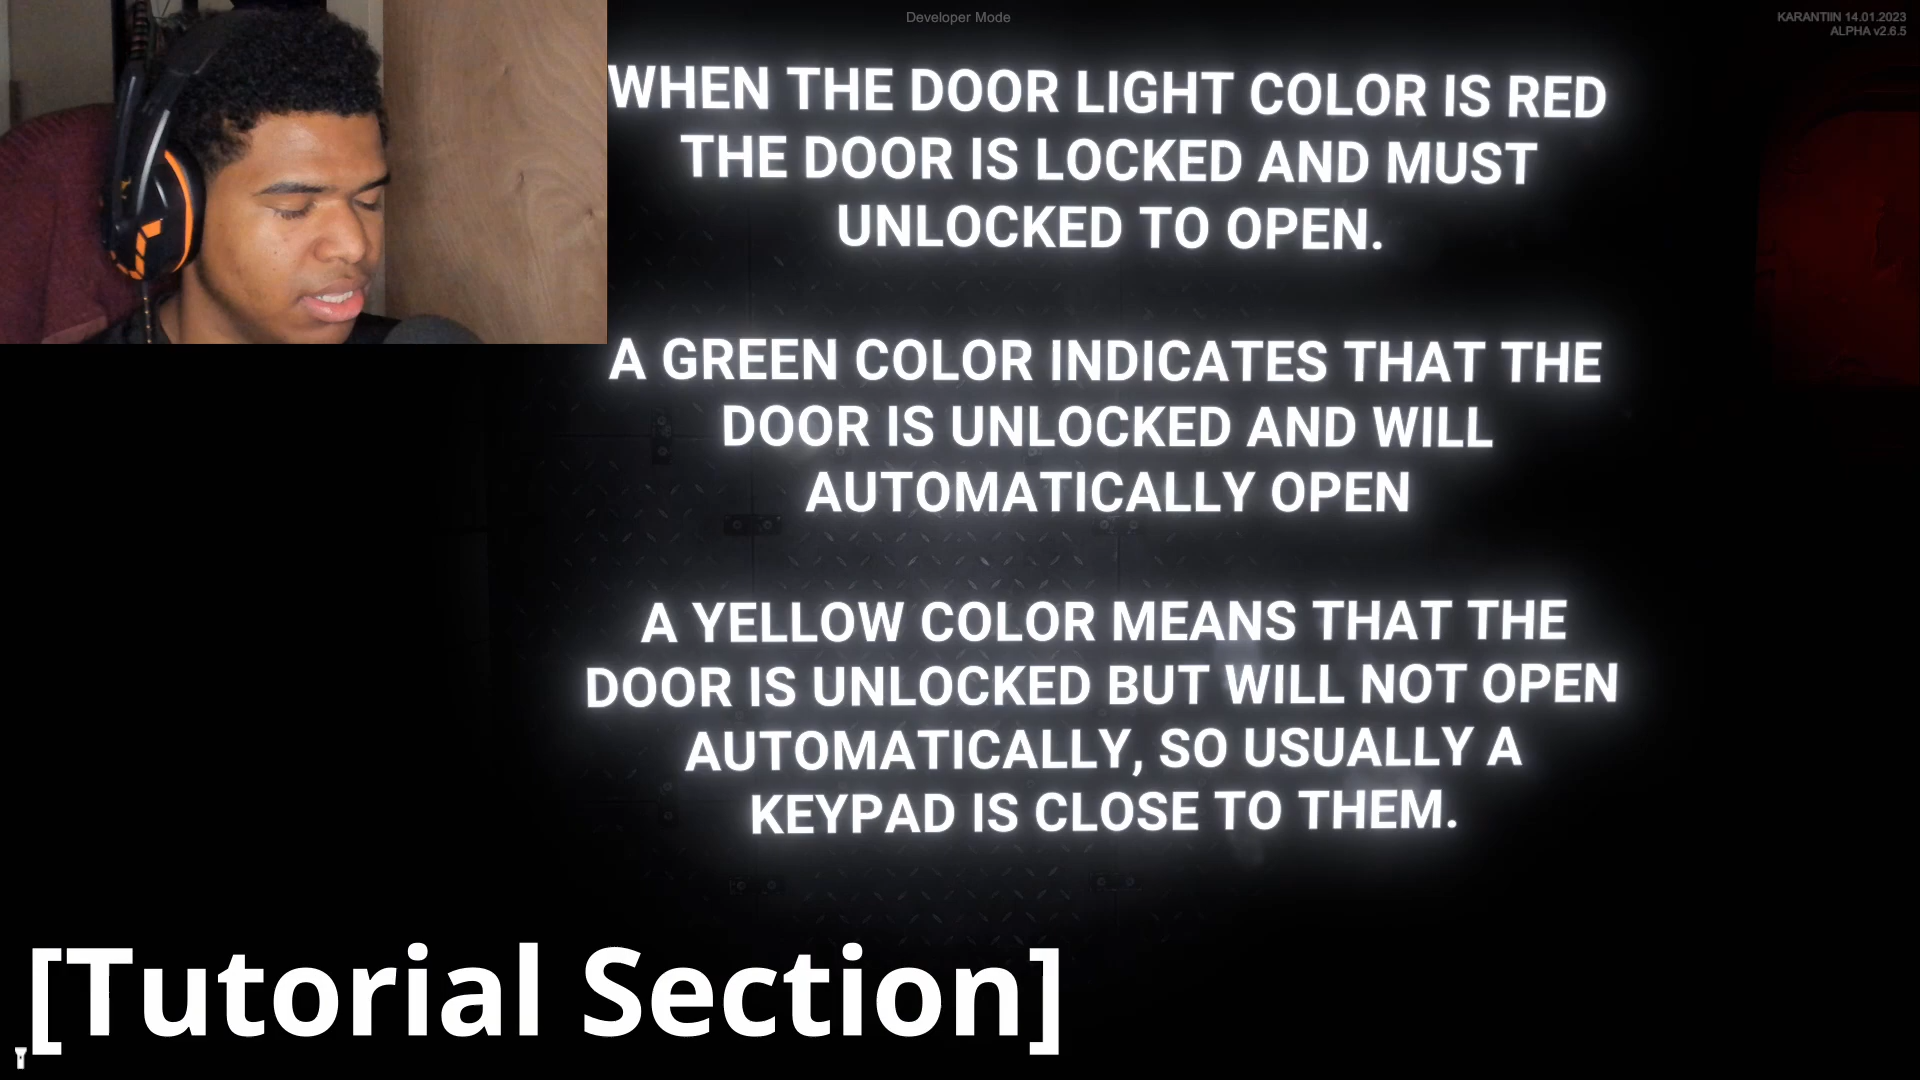 Developer Mode
KARANTIIN 14.01.2023
ALPHA v2.6.5
WHEN THE DOOR LIGHT COLOR IS RED
THE DOOR IS LOCKED AND MUST
UNLOCKED TO OPEN.
A GREEN COLOR INDICATES THAT THE
DOOR IS UNLOCKED AND WILL
AUTOMATICALLY OPEN
A YELLOW COLOR MEANS THAT THE
DOOR IS UNLOCKED BUT WILL NOT OPEN
AUTOMATICALLY, SO USUALLY A
KEYPAD IS CLOSE TO THEM.
[Tutorial Section]